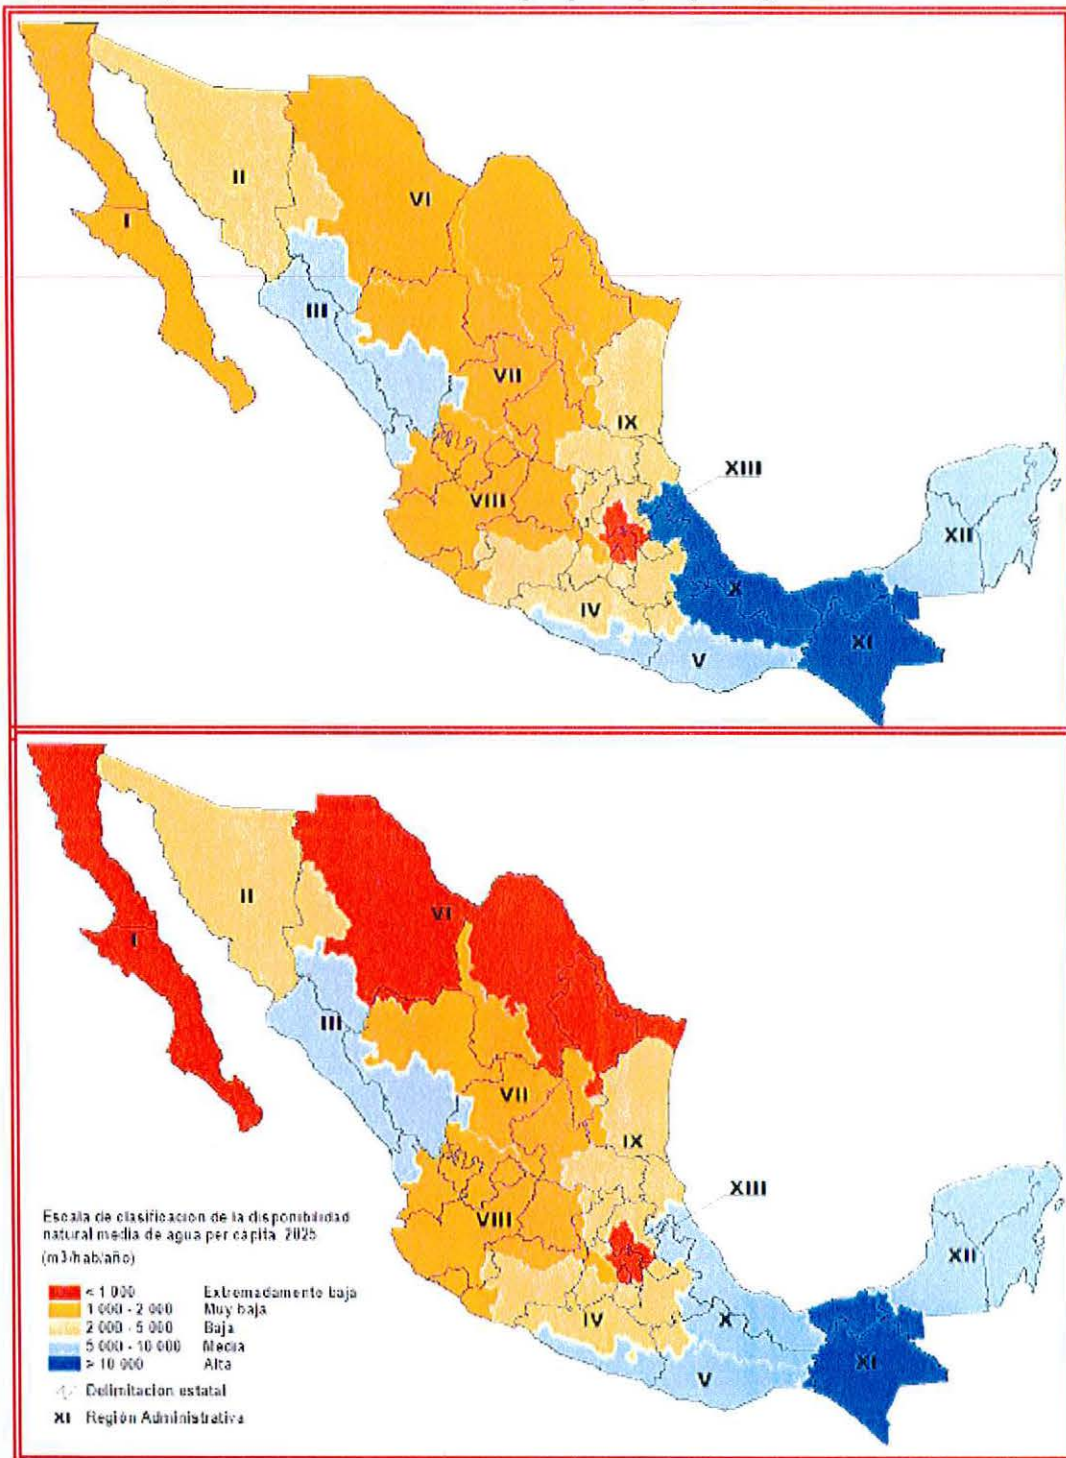 II
VI
I
III
VII
IX
XIII
VIII
XII
IV
X
XI
V
II
VI
I
III
VII
IX
XIII
VIII
XII
IV
X
XI
V
Escala de clasificacion de la disponibilidad
natural media de agua per capita 2025
(m3/hab/año)
< 1 000 Extremadamento baja
1 000 - 2 000 Muy baja
2 000 - 5 000 Baja
5 000 - 10 000 Media
> 10 000 Alta
Delimitacion estatal
XI Región Administrativa